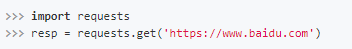 >>> import requests
>>> resp = requests.get('https://www.baidu.com')